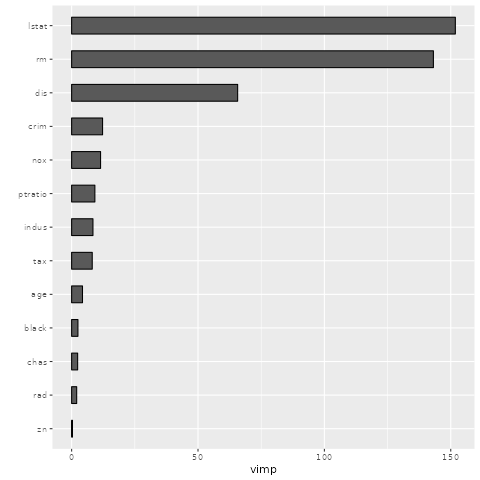 lstat
rm
dis
crim
nox
ptratio
indus
tax
age
black
chas
rad
zn
0 50 100 150
vimp